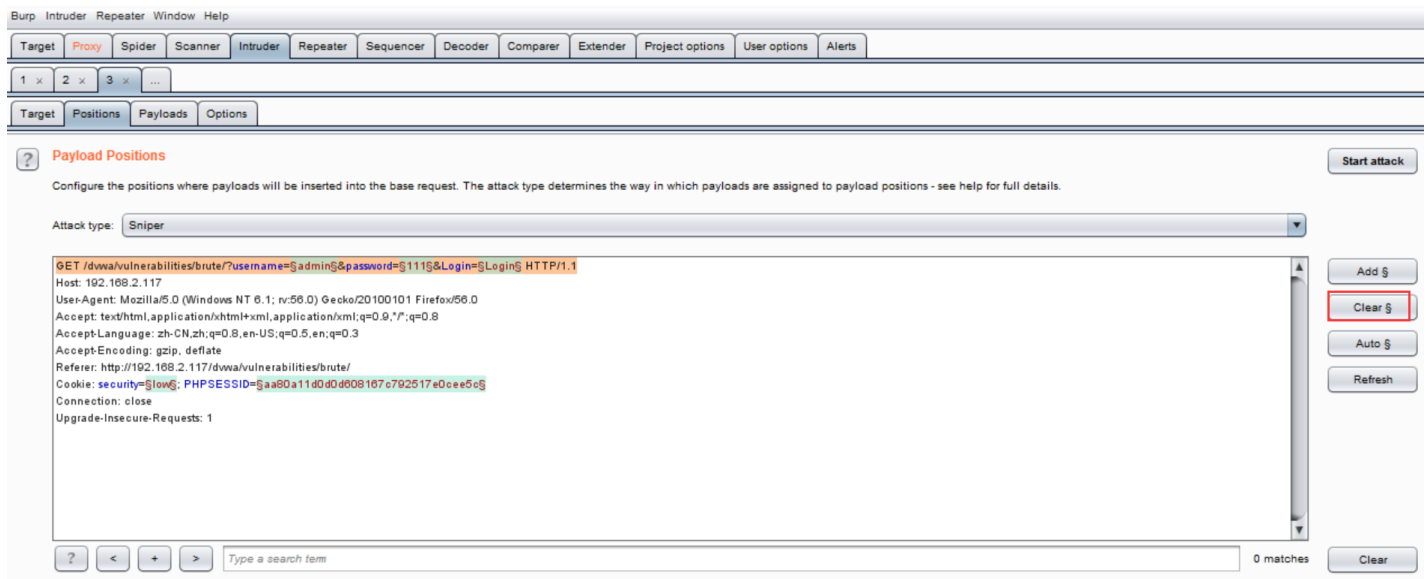 Burp Intruder Repeater Window Help
Target Proxy Spider Scanner Intruder Repeater Sequencer Decoder Comparer Extender Project options User options Alerts
1 × 2 × 3 × ...
Target Positions Payloads Options
? Payload Positions
Start attack
Configure the positions where payloads will be inserted into the base request. The attack type determines the way in which payloads are assigned to payload positions - see help for full details.
Attack type: Sniper
GET /dvwa/vulnerabilities/brute/?username=§admin§&password=§111§&Login=§Login§ HTTP/1.1
Host: 192.168.2.117
User-Agent: Mozilla/5.0 (Windows NT 6.1; rv:56.0) Gecko/20100101 Firefox/56.0
Accept: text/html,application/xhtml+xml,application/xml;q=0.9,*/*;q=0.8
Accept-Language: zh-CN,zh;q=0.8,en-US;q=0.5,en;q=0.3
Accept-Encoding: gzip, deflate
Referer: http://192.168.2.117/dvwa/vulnerabilities/brute/
Cookie: security=§low§; PHPSESSID=§aa80a11d0d0d608167c792517e0cee5c§
Connection: close
Upgrade-Insecure-Requests: 1
Add §
Clear §
Auto §
Refresh
? < + > Type a search term 0 matches Clear